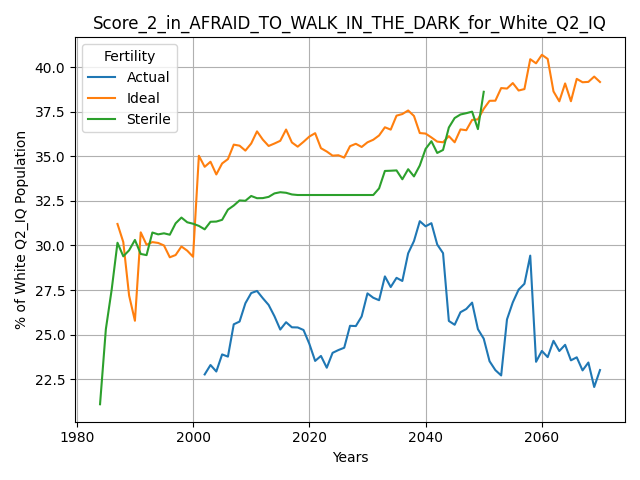 Score_2_in_AFRAID_TO_WALK_IN_THE_DARK_for_White_Q2_IQ
Fertility
Actual
Ideal
Sterile
% of White Q2_IQ Population
40.0
37.5
35.0
32.5
30.0
27.5
25.0
22.5
1980
2000
2020
2040
2060
Years